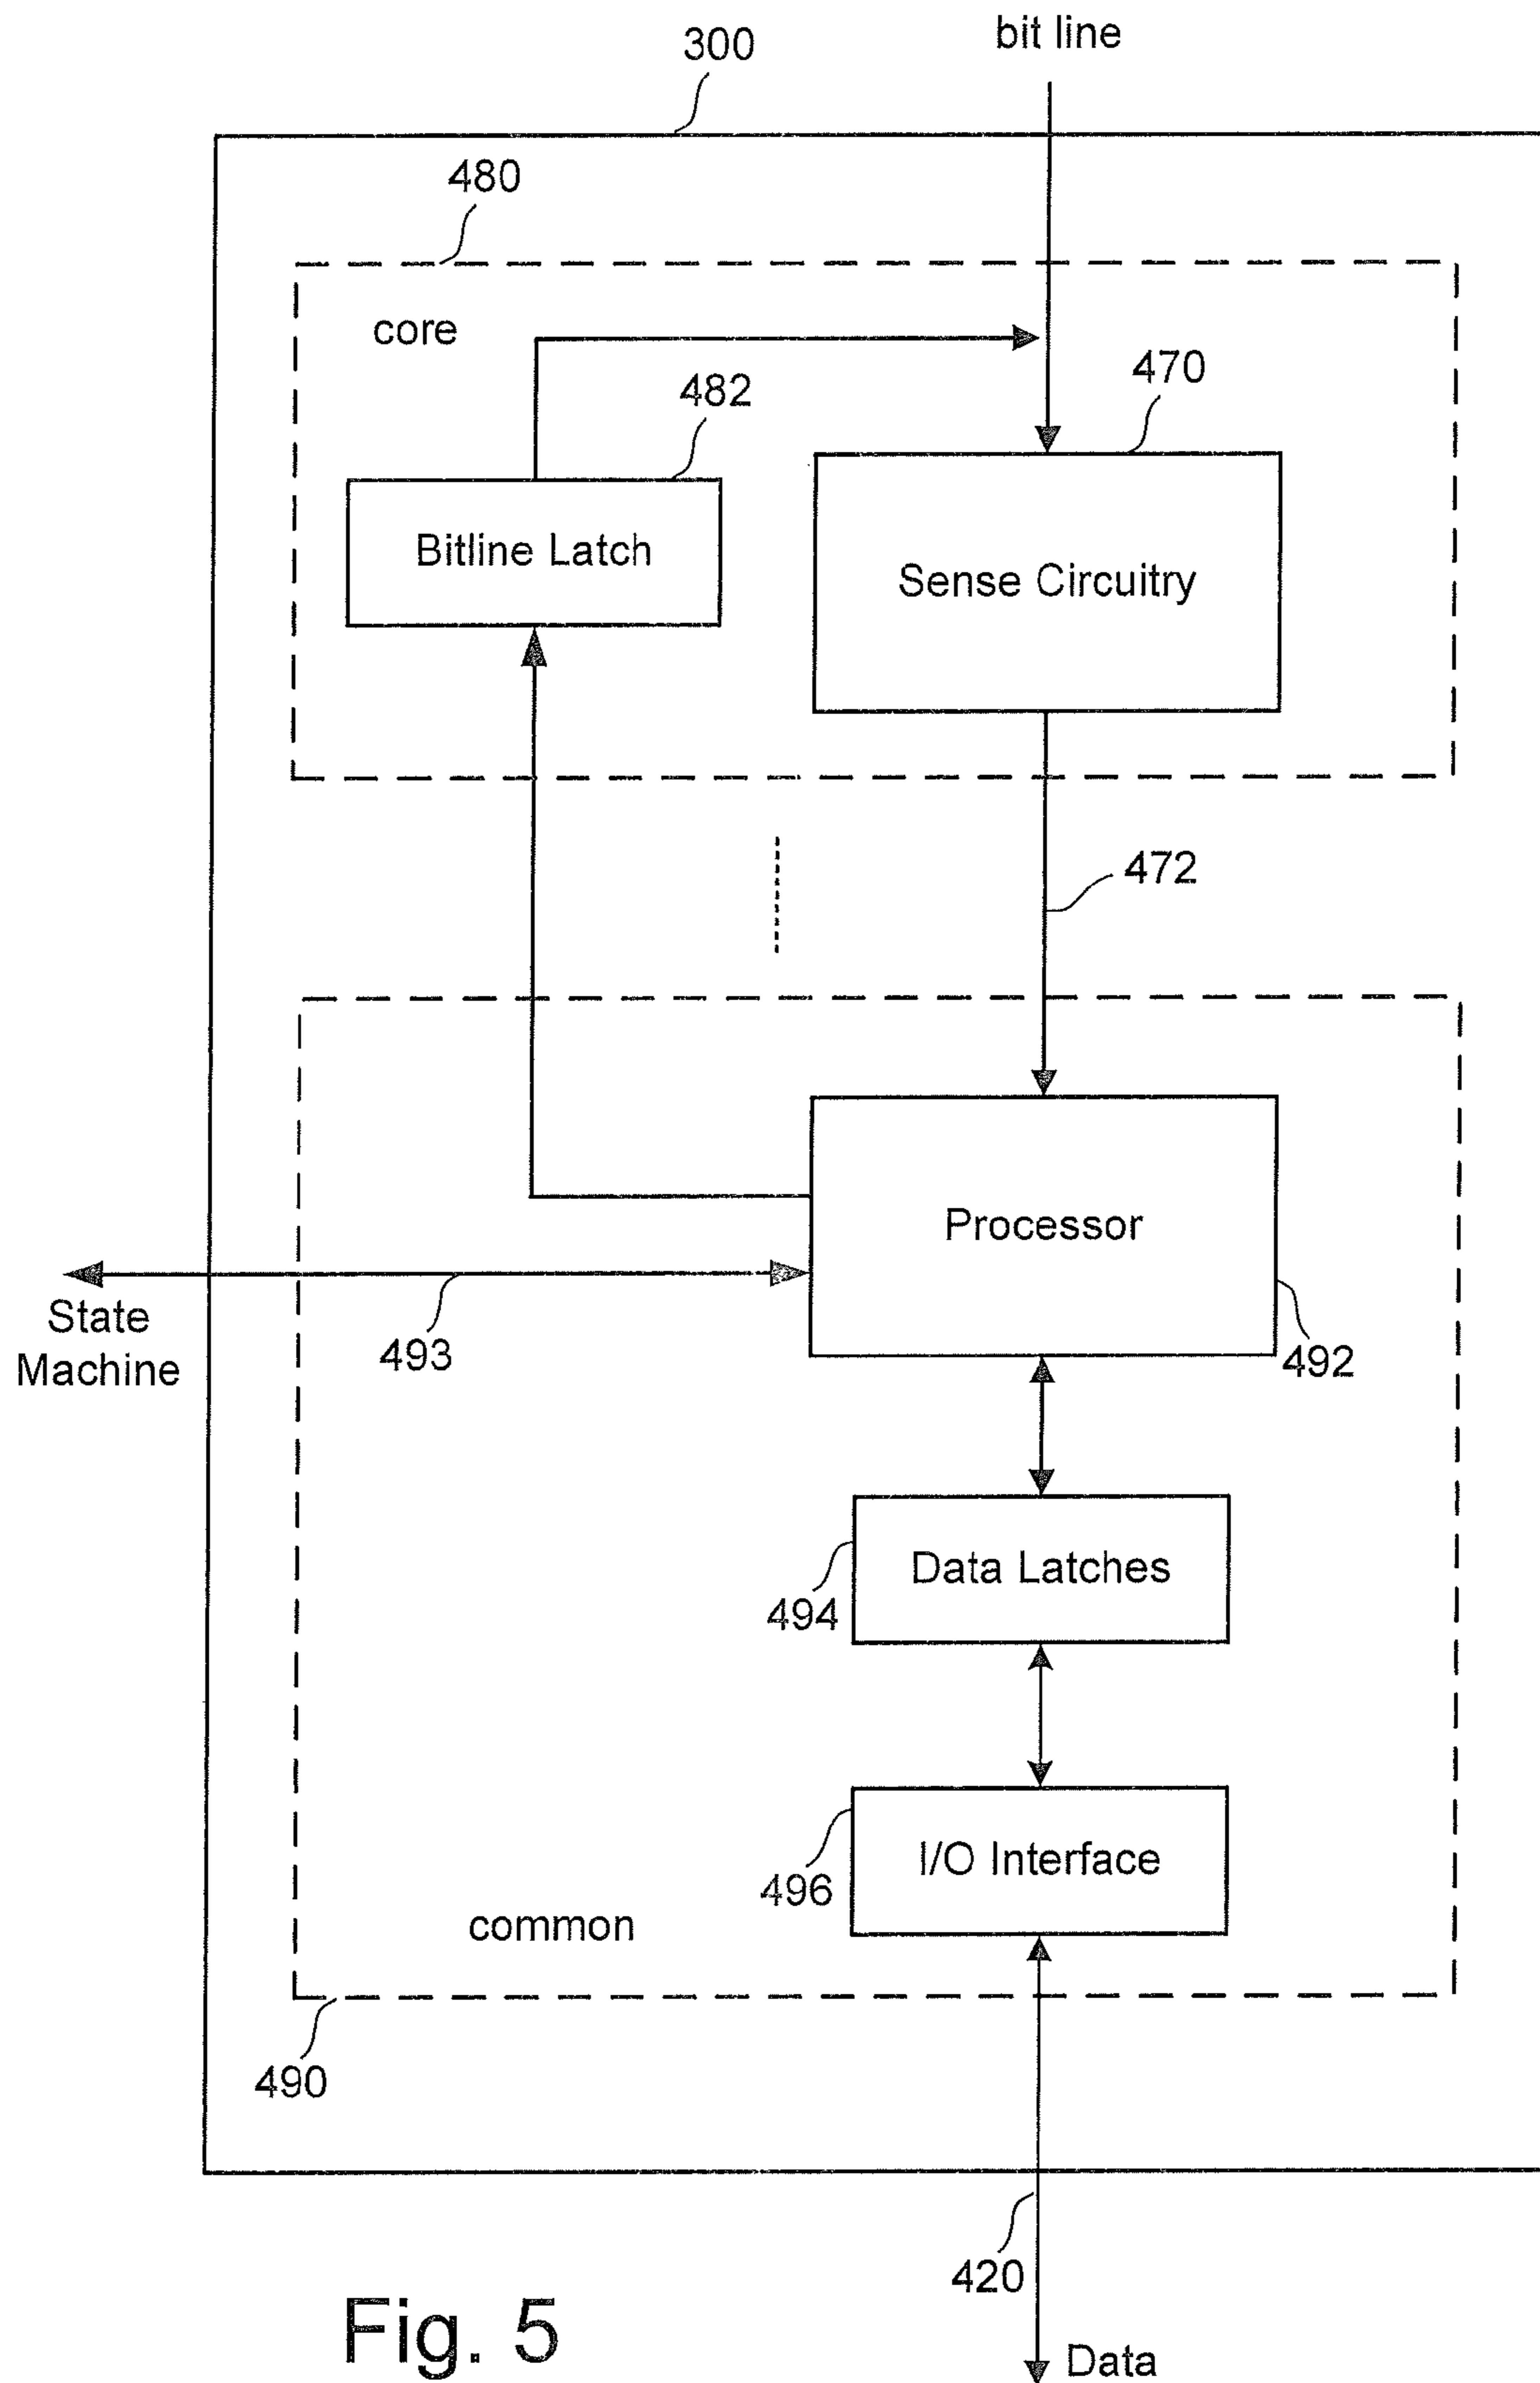 300
bit line
480
core
470
482
Bitline Latch
Sense Circuitry
472
Processor
State
Machine
493
492
Data Latches
494
I/O Interface
496
common
490
420
Fig. 5
Data